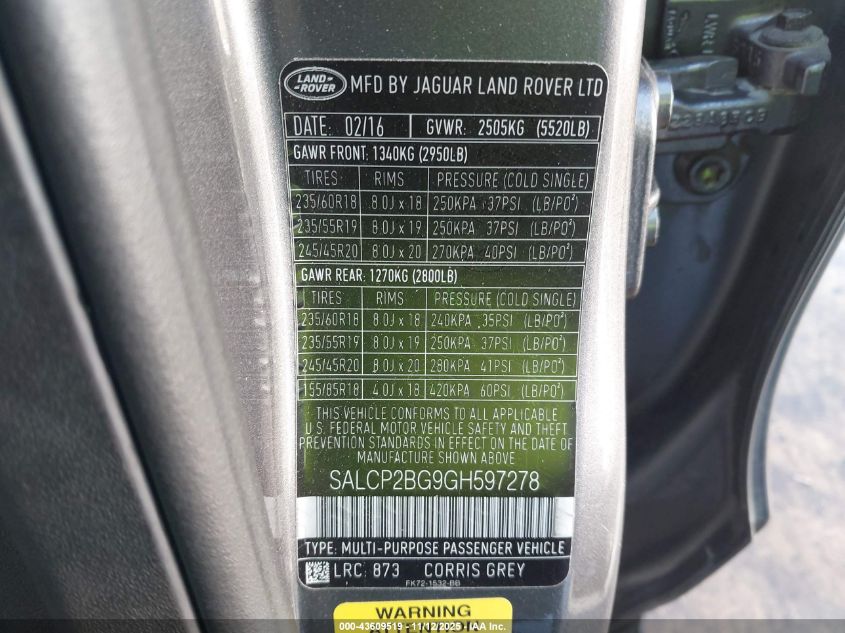 LAND ROVER MFD BY JAGUAR LAND ROVER LTD
DATE: 02/16 GVWR: 2505KG (5520LB)
GAWR FRONT: 1340KG (2950LB)
TIRES RIMS PRESSURE (COLD SINGLE)
235/60R18 8.0J x 18 250KPA 37PSI (LB/PO²)
235/55R19 8.0J x 19 250KPA 37PSI (LB/PO²)
245/45R20 8.0J x 20 270KPA 40PSI (LB/PO²)
GAWR REAR: 1270KG (2800LB)
TIRES RIMS PRESSURE (COLD SINGLE)
235/60R18 8.0J x 18 240KPA 35PSI (LB/PO²)
235/55R19 8.0J x 19 250KPA 37PSI (LB/PO²)
245/45R20 8.0J x 20 280KPA 41PSI (LB/PO²)
155/85R18 4.0J x 18 420KPA 60PSI (LB/PO²)
THIS VEHICLE CONFORMS TO ALL APPLICABLE
U.S. FEDERAL MOTOR VEHICLE SAFETY AND THEFT
PREVENTION STANDARDS IN EFFECT ON THE DATE OF
MANUFACTURE SHOWN ABOVE.
SALCP2BG9GH597278
TYPE: MULTI-PURPOSE PASSENGER VEHICLE
LRC: 873 CORRIS GREY
FK72-1532-BB
WARNING
00-43609519 - 11/12/2025 - www.iaai.com